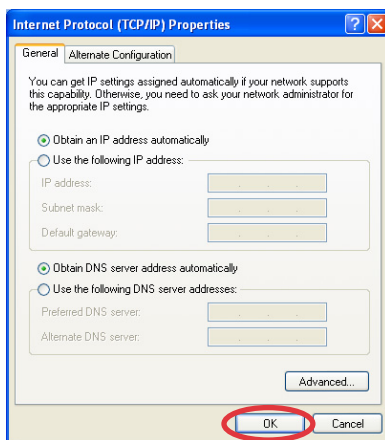 Internet Protocol (TCP/IP) Properties
General
Alternate Configuration
You can get IP settings assigned automatically if your network supports
this capability. Otherwise, you need to ask your network administrator for
the appropriate IP settings.
Obtain an IP address automatically
Use the following IP address:
IP address:
Subnet mask:
Default gateway:
Obtain DNS server address automatically
Use the following DNS server addresses:
Preferred DNS server:
Alternate DNS server:
Advanced...
OK
Cancel